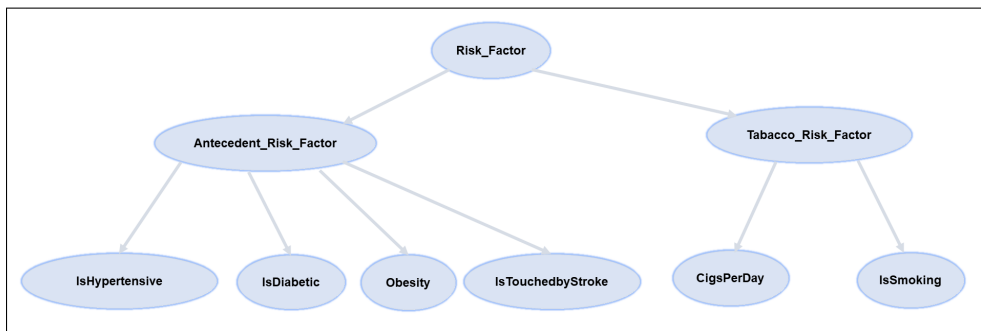 Risk_Factor
Antecedent_Risk_Factor
Tabacco_Risk_Factor
IsHypertensive
IsDiabetic
Obesity
IsTouchedbyStroke
CigsPerDay
IsSmoking